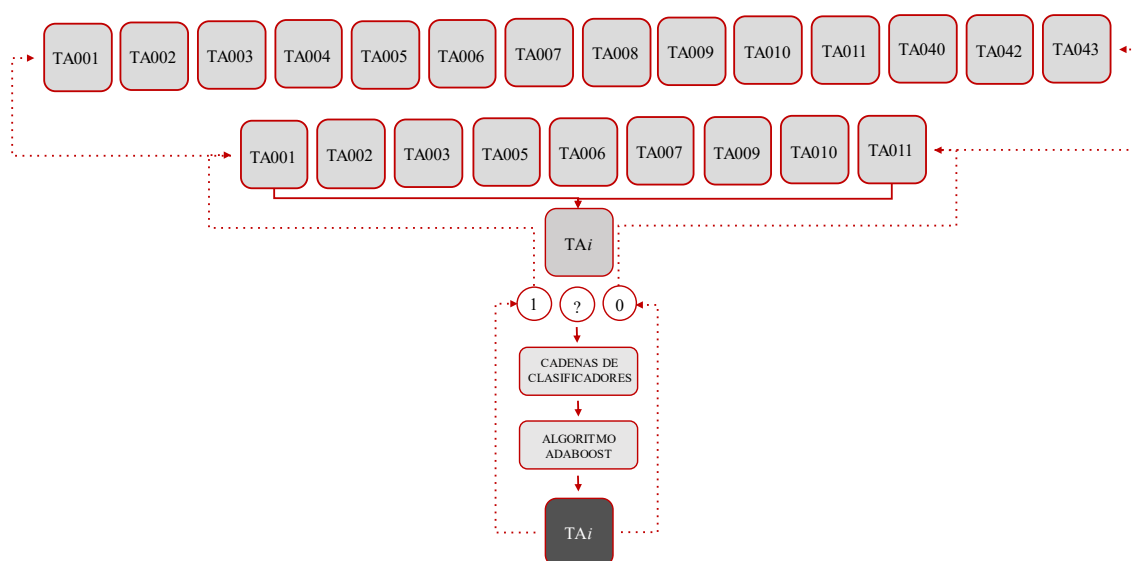 TA001 TA002 TA003 TA004 TA005 TA006 TA007 TA008 TA009 TA010 TA011 TA040 TA042 TA043
TA001 TA002 TA003 TA005 TA006 TA007 TA009 TA010 TA011
TAi
1 ? 0
CADENAS DE
CLASIFICADORES
ALGORITMO
ADABOOST
TAi